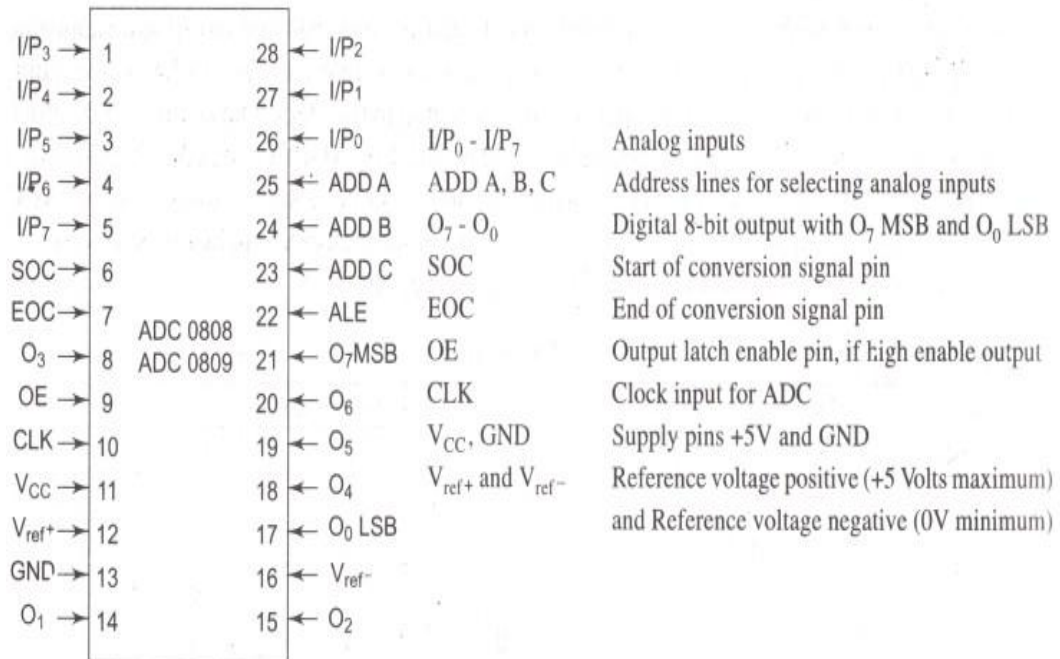 I/P3 1 28 I/P2
I/P4 2 27 I/P1
I/P5 3 26 I/P0 I/P0 - I/P7 Analog inputs
I/P6 4 25 ADD A ADD A, B, C Address lines for selecting analog inputs
I/P7 5 24 ADD B O7 - O0 Digital 8-bit output with O7 MSB and O0 LSB
SOC 6 23 ADD C SOC Start of conversion signal pin
EOC 7 22 ALE EOC End of conversion signal pin
ADC 0808
O3 8 21 O7MSB OE Output latch enable pin, if high enable output
ADC 0809
OE 9 20 O6 CLK Clock input for ADC
CLK 10 19 O5 VCC, GND Supply pins +5V and GND
VCC 11 18 O4 Vref+ and Vref- Reference voltage positive (+5 Volts maximum)
Vref+ 12 17 O0 LSB and Reference voltage negative (0V minimum)
GND 13 16 Vref-
O1 14 15 O2